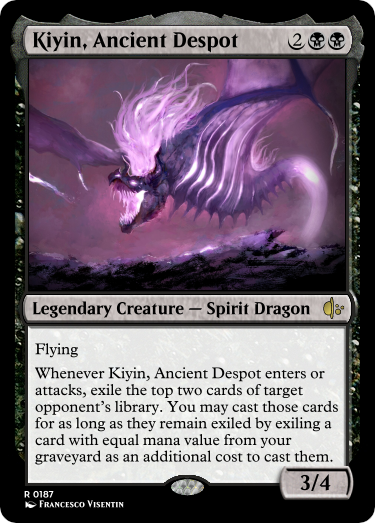 Kiyin, Ancient Despot 2
Legendary Creature — Spirit Dragon
Flying
Whenever Kiyin, Ancient Despot enters or
attacks, exile the top two cards of target
opponent's library. You may cast those cards
for as long as they remain exiled by exiling a
card with equal mana value from your
graveyard as an additional cost to cast them.
3/4
R 0187
Francesco Visentin